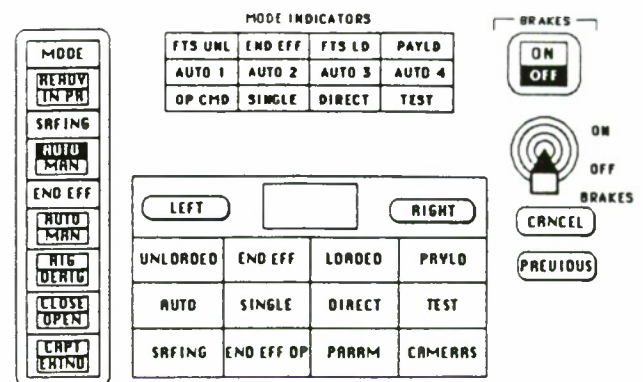 MODE
READY
IN PR
SAFING
AUTO
MAN
END EFF
AUTO
MAN
RIG
DERIG
CLOSE
OPEN
CAPT
EXTND
MODE INDICATORS
FTS UNL END EFF FTS LD PAYLD
AUTO 1 AUTO 2 AUTO 3 AUTO 4
OP CMD SINGLE DIRECT TEST
LEFT RIGHT
UNLOADED END EFF LOADED PAYLD
AUTO SINGLE DIRECT TEST
SAFING END EFF OP PARAM CAMERAS
BRAKES
ON
OFF
ON
OFF
BRAKES
CANCEL
PREVIOUS